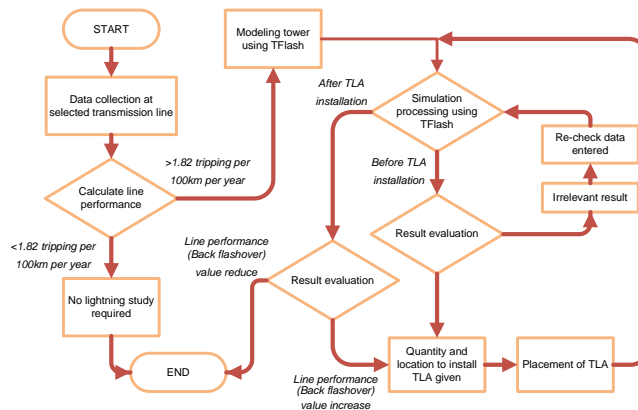 START
Data collection at
selected transmission line
Calculate line
performance
>1.82 tripping per
100km per year
<1.82 tripping per
100km per year
No lightning study
required
END
Modeling tower
using TFlash
After TLA
installation
Simulation
processing using
TFlash
Before TLA
installation
Re-check data
entered
Irrelevant result
Result evaluation
Line performance
(Back flashover)
value reduce
Result evaluation
Quantity and
location to install
TLA given
Placement of TLA
Line performance
(Back flashover)
value increase